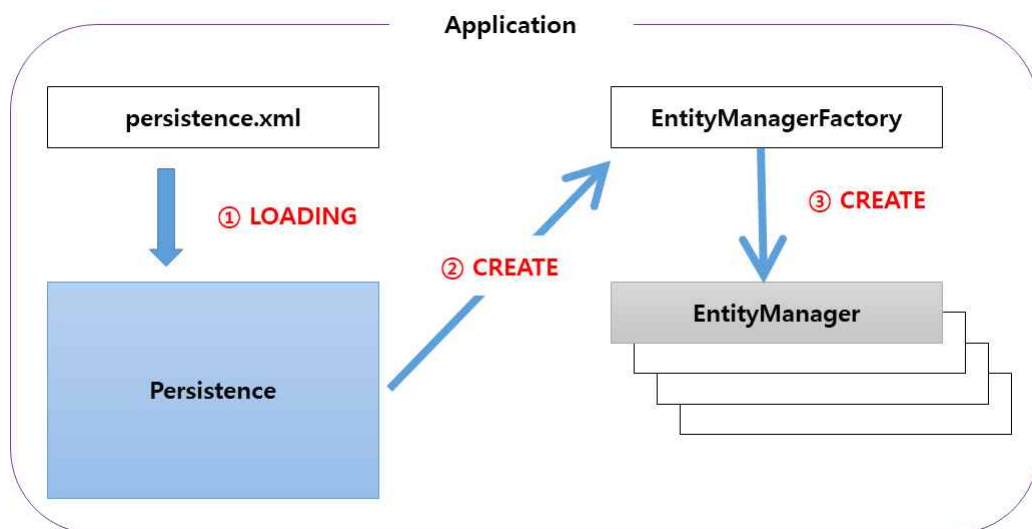 Application
persistence.xml
① LOADING
Persistence
② CREATE
EntityManagerFactory
③ CREATE
EntityManager